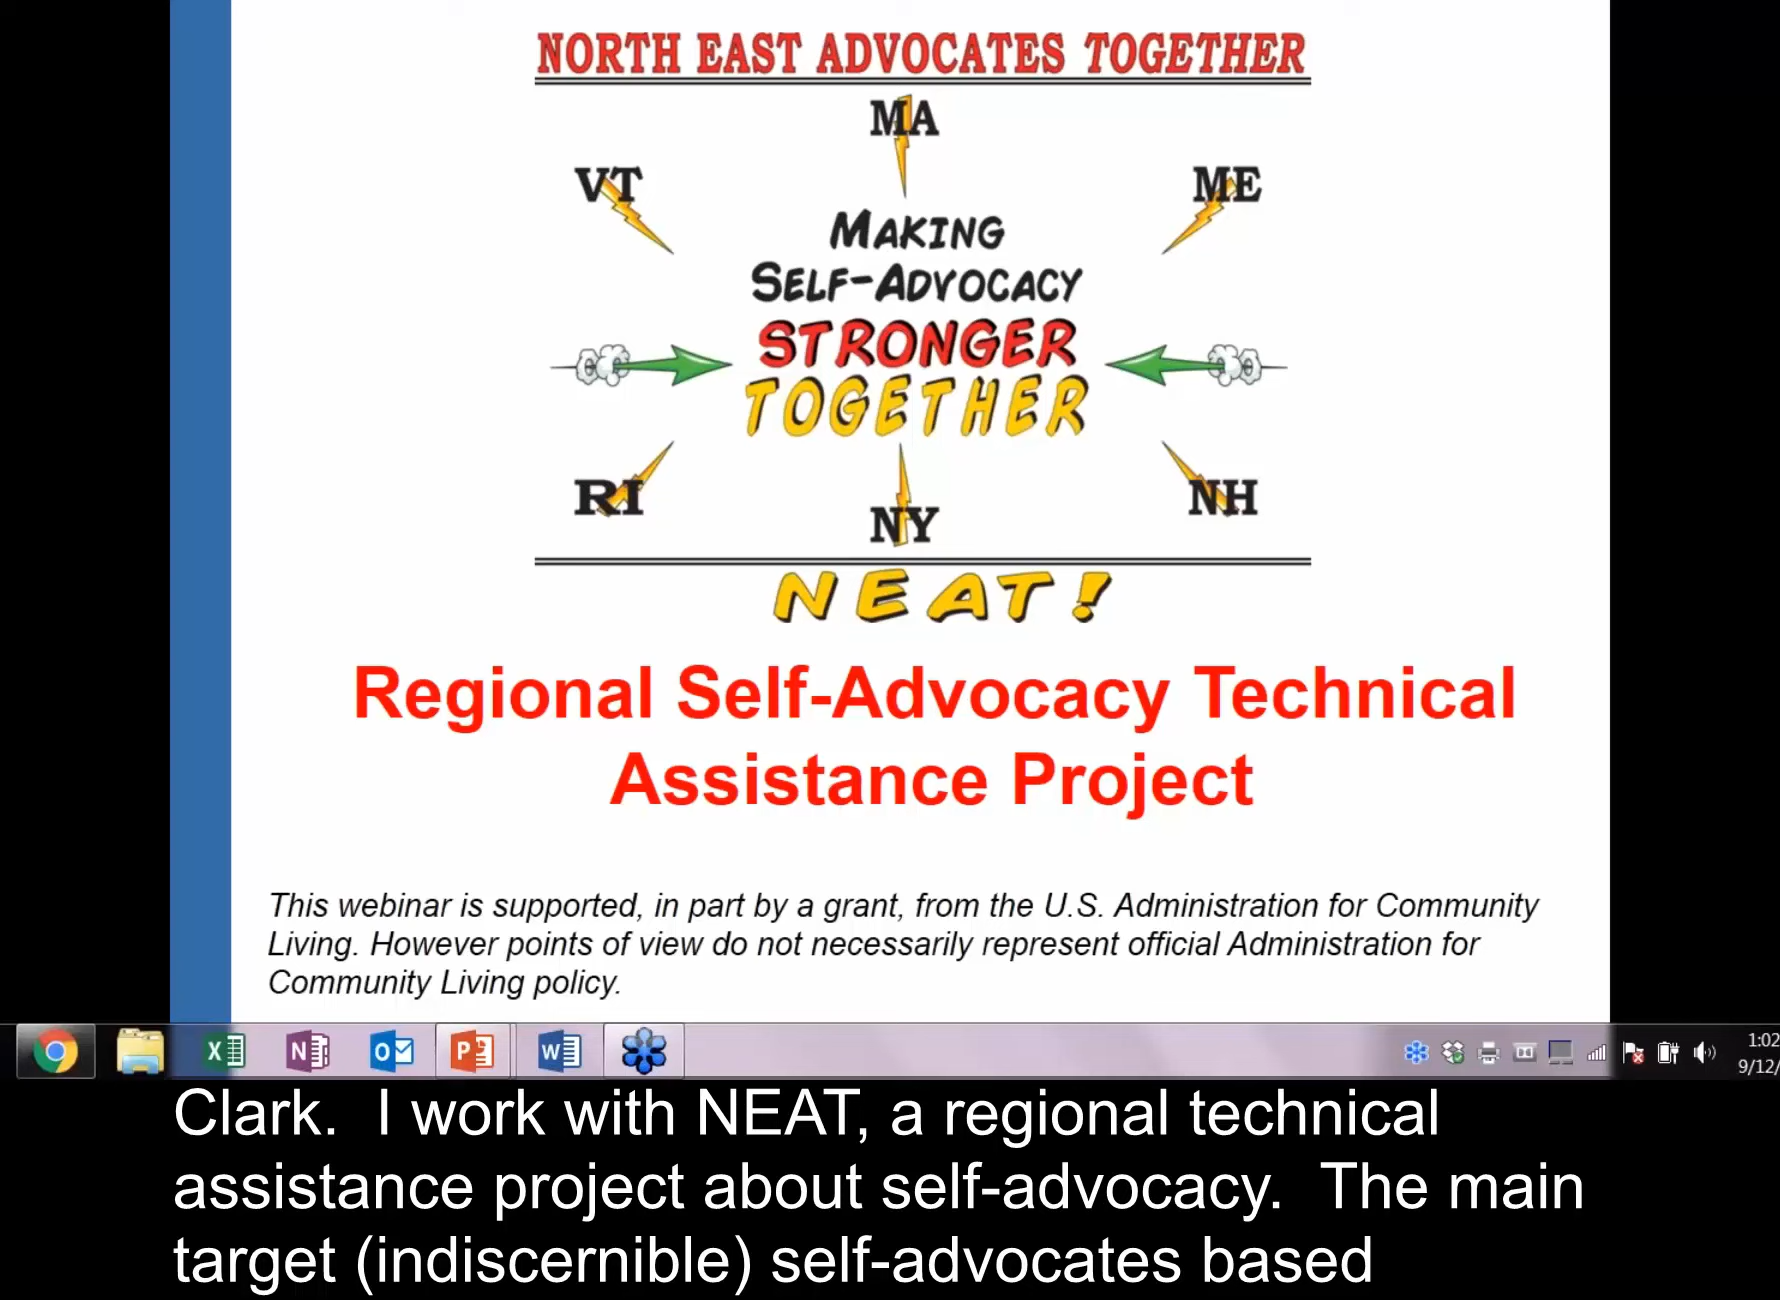 NORTH EAST ADVOCATES TOGETHER
MA
VT
ME
MAKING
SELF-ADVOCACY
STRONGER
TOGETHER
RI
NY
NH
NEAT!
Regional Self-Advocacy Technical
Assistance Project
This webinar is supported, in part by a grant, from the U.S. Administration for Community
Living. However points of view do not necessarily represent official Administration for
Community Living policy.
1:02
9/12/
Clark.  I work with NEAT, a regional technical
assistance project about self-advocacy.  The main
target (indiscernible) self-advocates based